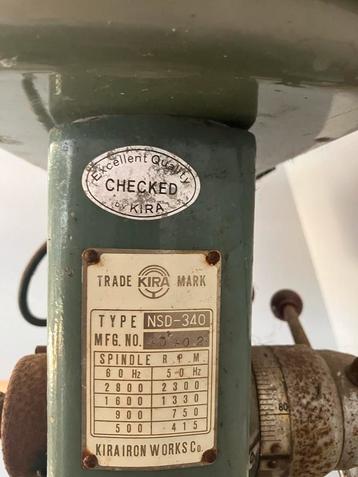 Excellent Quality
CHECKED
BY KIRA
TRADE KIRA MARK
TYPE NSD-340
MFG. NO.
SPINDLE R.P.M.
60 Hz 50 Hz
2800 2300
1600 1330
900 750
500 415
KIRA IRON WORKS Co.
60